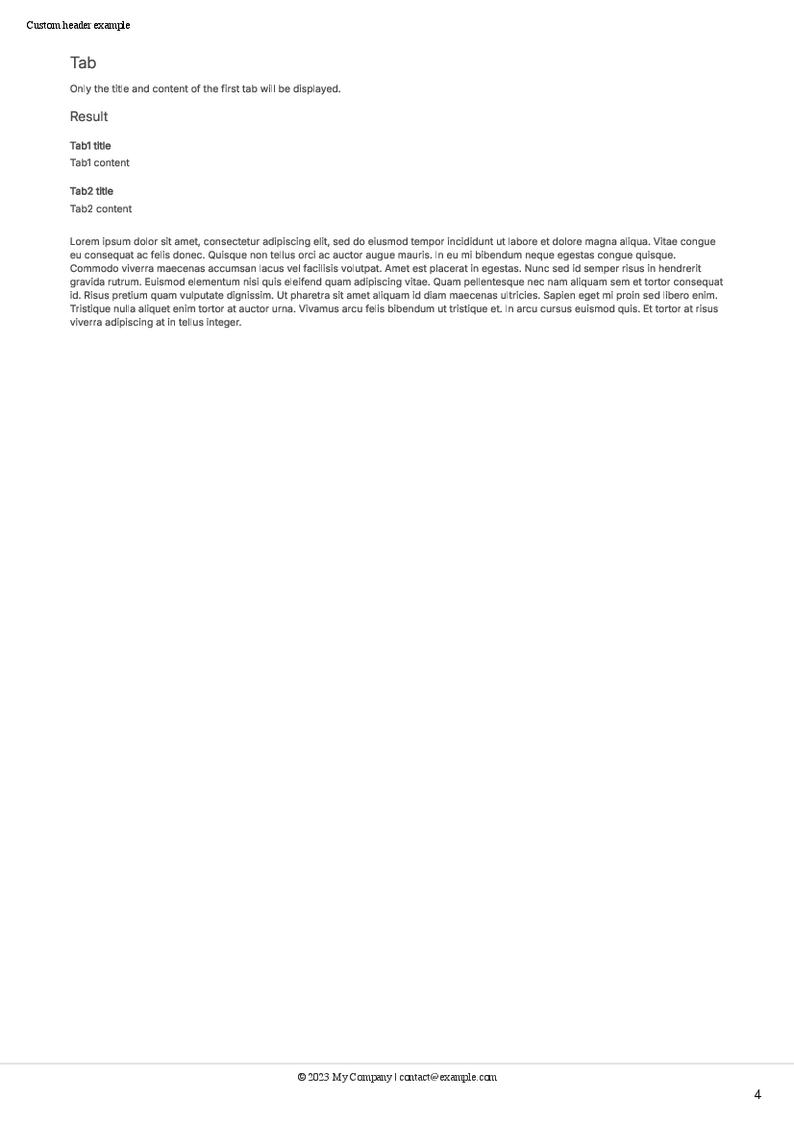 Custom header example
Tab
Only the title and content of the first tab will be displayed.
Result
Tab1 title
Tab1 content
Tab2 title
Tab2 content
Lorem ipsum dolor sit amet, consectetur adipiscing elit, sed do eiusmod tempor incididunt ut labore et dolore magna aliqua. Vitae congue
eu consequat ac felis donec. Quisque non tellus orci ac auctor augue mauris. In eu mi bibendum neque egestas congue quisque.
Commodo viverra maecenas accumsan lacus vel facilisis volutpat. Amet est placerat in egestas. Nunc sed id semper risus in hendrerit
gravida rutrum. Euismod elementum nisi quis eleifend quam adipiscing vitae. Quam pellentesque nec nam aliquam sem et tortor consequat
id. Risus pretium quam vulputate dignissim. Ut pharetra sit amet aliquam id diam maecenas ultricies. Sapien eget mi proin sed libero enim.
Tristique nulla aliquet enim tortor at auctor urna. Vivamus arcu felis bibendum ut tristique et. In arcu cursus euismod quis. Et tortor at risus
viverra adipiscing at in tellus integer.
© 2023 My Company | contact@example.com
4